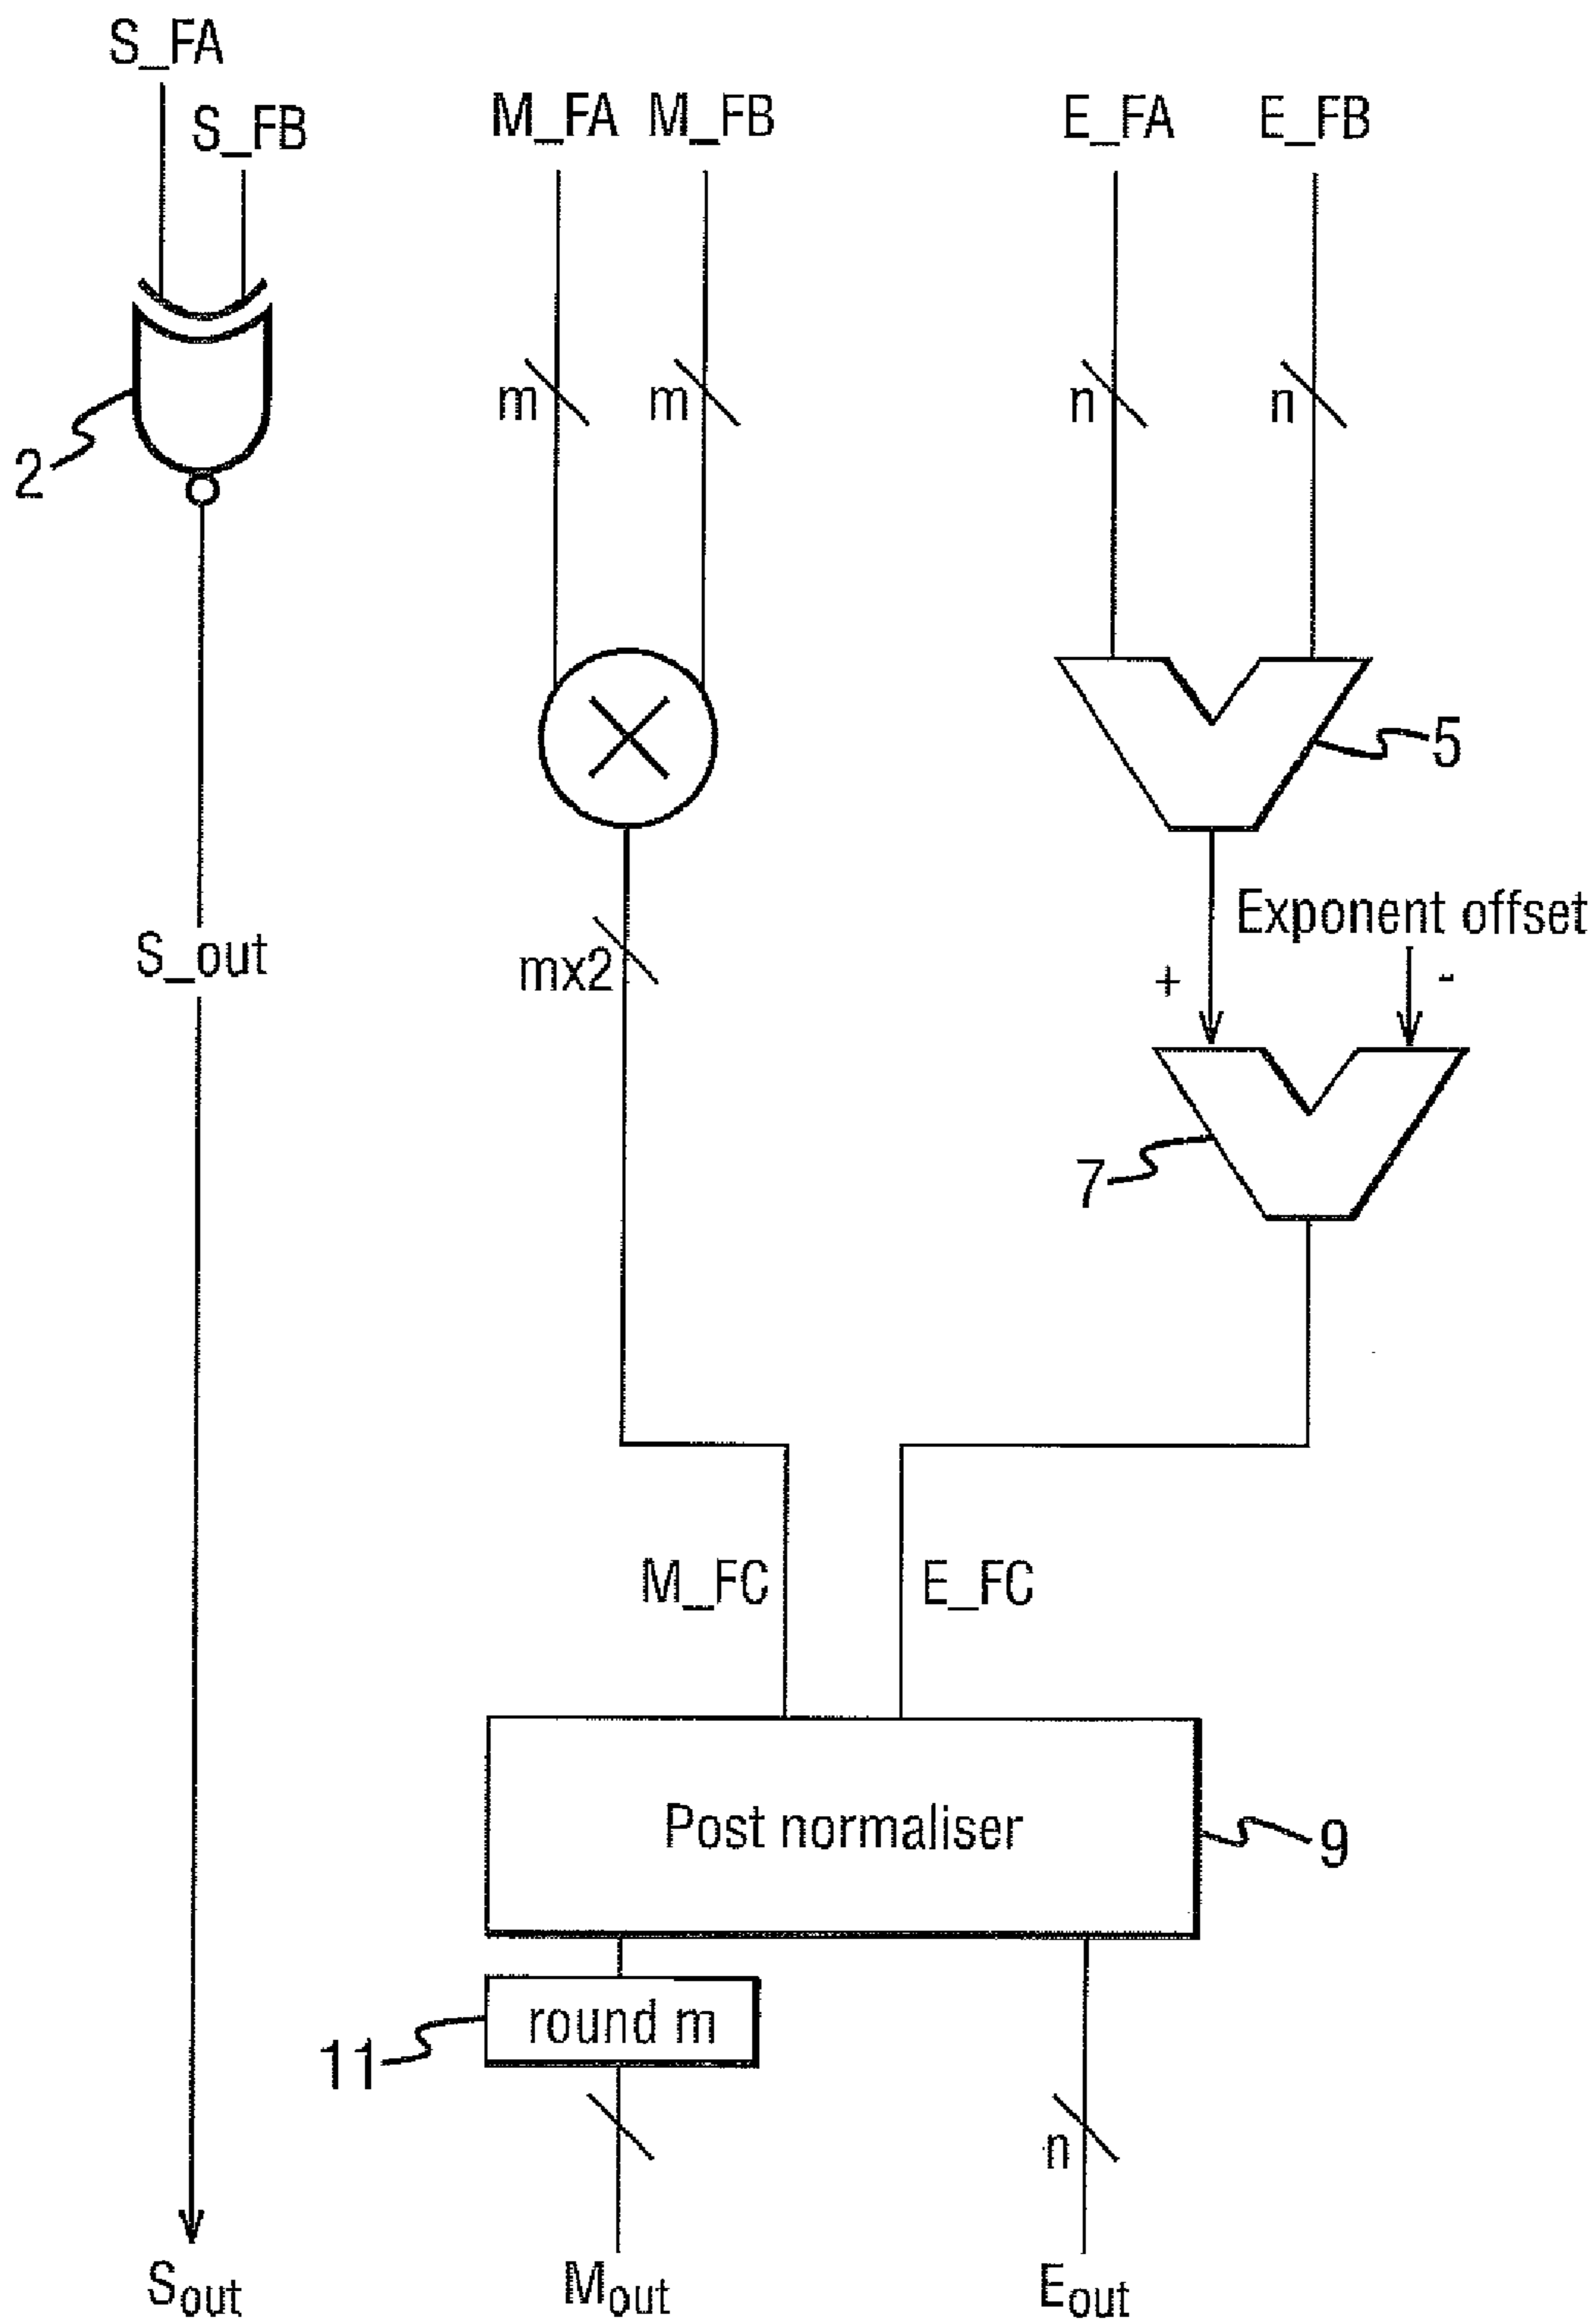 S_FA
S_FB
M_FA M_FB
E_FA E_FB
m
m
n
n
2
5
Exponent offset
S_out
mx2
+
-
7
M_FC
E_FC
Post normaliser
9
round m
11
n
Sout
Mout
Eout